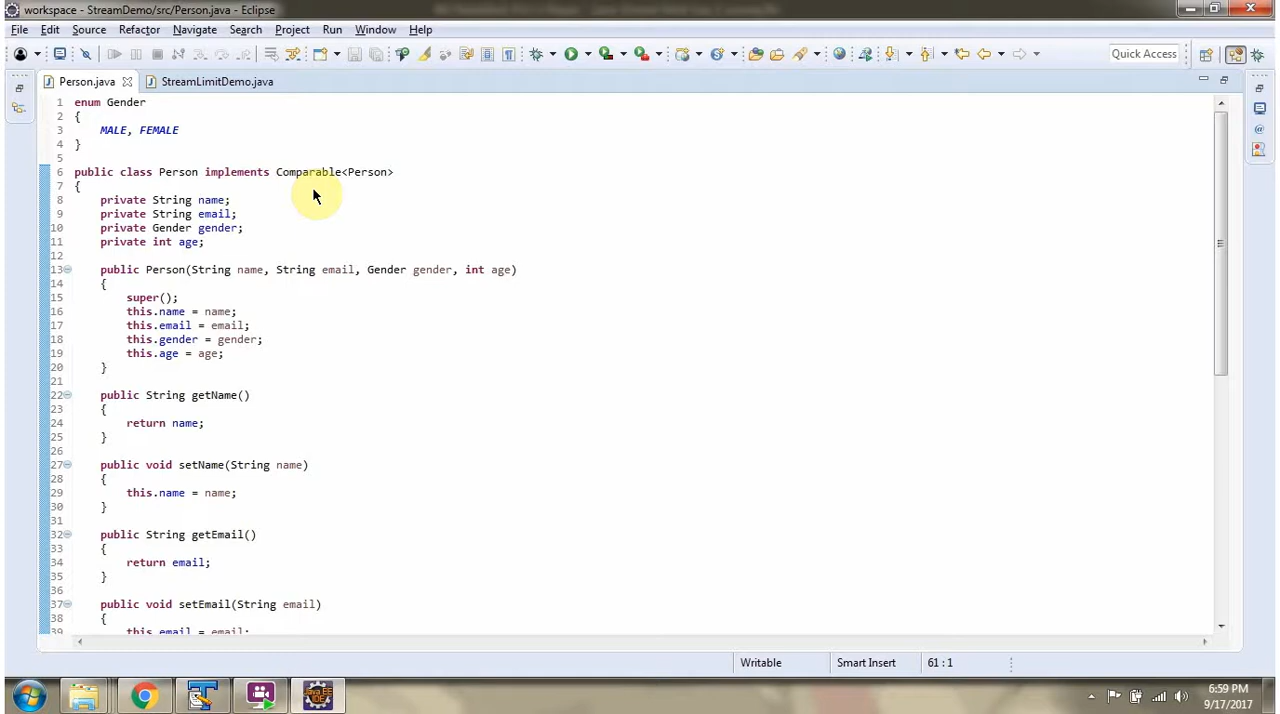 workspace - StreamDemo/src/Person.java - Eclipse
File Edit Source Refactor Navigate Search Project Run Window Help
Quick Access
Person.java StreamLimitDemo.java
1 enum Gender
2 {
3 MALE, FEMALE
4 }
5
6 public class Person implements Comparable<Person>
7 {
8 private String name;
9 private String email;
10 private Gender gender;
11 private int age;
12
13 public Person(String name, String email, Gender gender, int age)
14 {
15 super();
16 this.name = name;
17 this.email = email;
18 this.gender = gender;
19 this.age = age;
20 }
21
22 public String getName()
23 {
24 return name;
25 }
26
27 public void setName(String name)
28 {
29 this.name = name;
30 }
31
32 public String getEmail()
33 {
34 return email;
35 }
36
37 public void setEmail(String email)
38 {
39 this.email = email;
Writable Smart Insert 61 : 1
Java EE
IDE
6:59 PM
9/17/2017